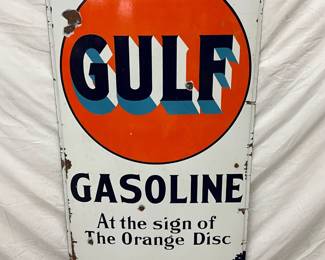 GULF
GASOLINE
At the sign of
The Orange Disc